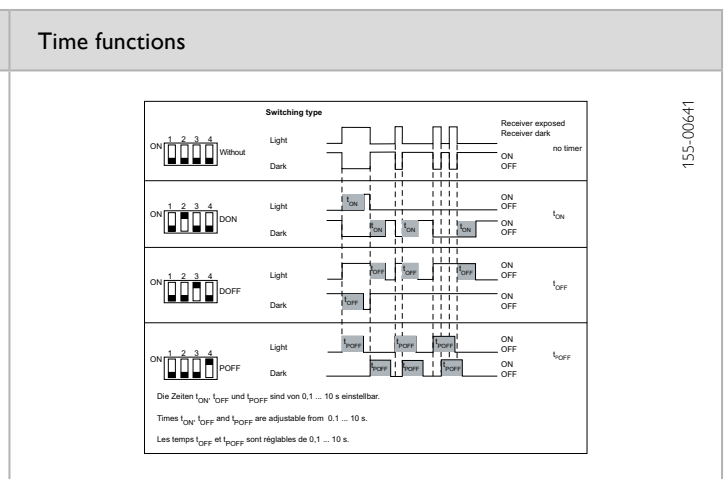 Time functions
155-00641
Switching type
Receiver exposed
Receiver dark
no timer
ON 1 2 3 4 Without
Light
Dark
ON
OFF
ON 1 2 3 4 DON
Light
Dark
tON
tON tON tON
ON
OFF
ON
OFF
tON
ON 1 2 3 4 DOFF
Light
Dark
tOFF tOFF tOFF
tOFF
ON
OFF
ON
OFF
tOFF
ON 1 2 3 4 POFF
Light
Dark
tPOFF tPOFF tPOFF
tPOFF tPOFF tPOFF
ON
OFF
ON
OFF
tPOFF
Die Zeiten tON, tOFF und tPOFF sind von 0,1 ... 10 s einstellbar.
Times tON, tOFF and tPOFF are adjustable from 0.1 ... 10 s.
Les temps tOFF et tPOFF sont réglables de 0,1 ... 10 s.